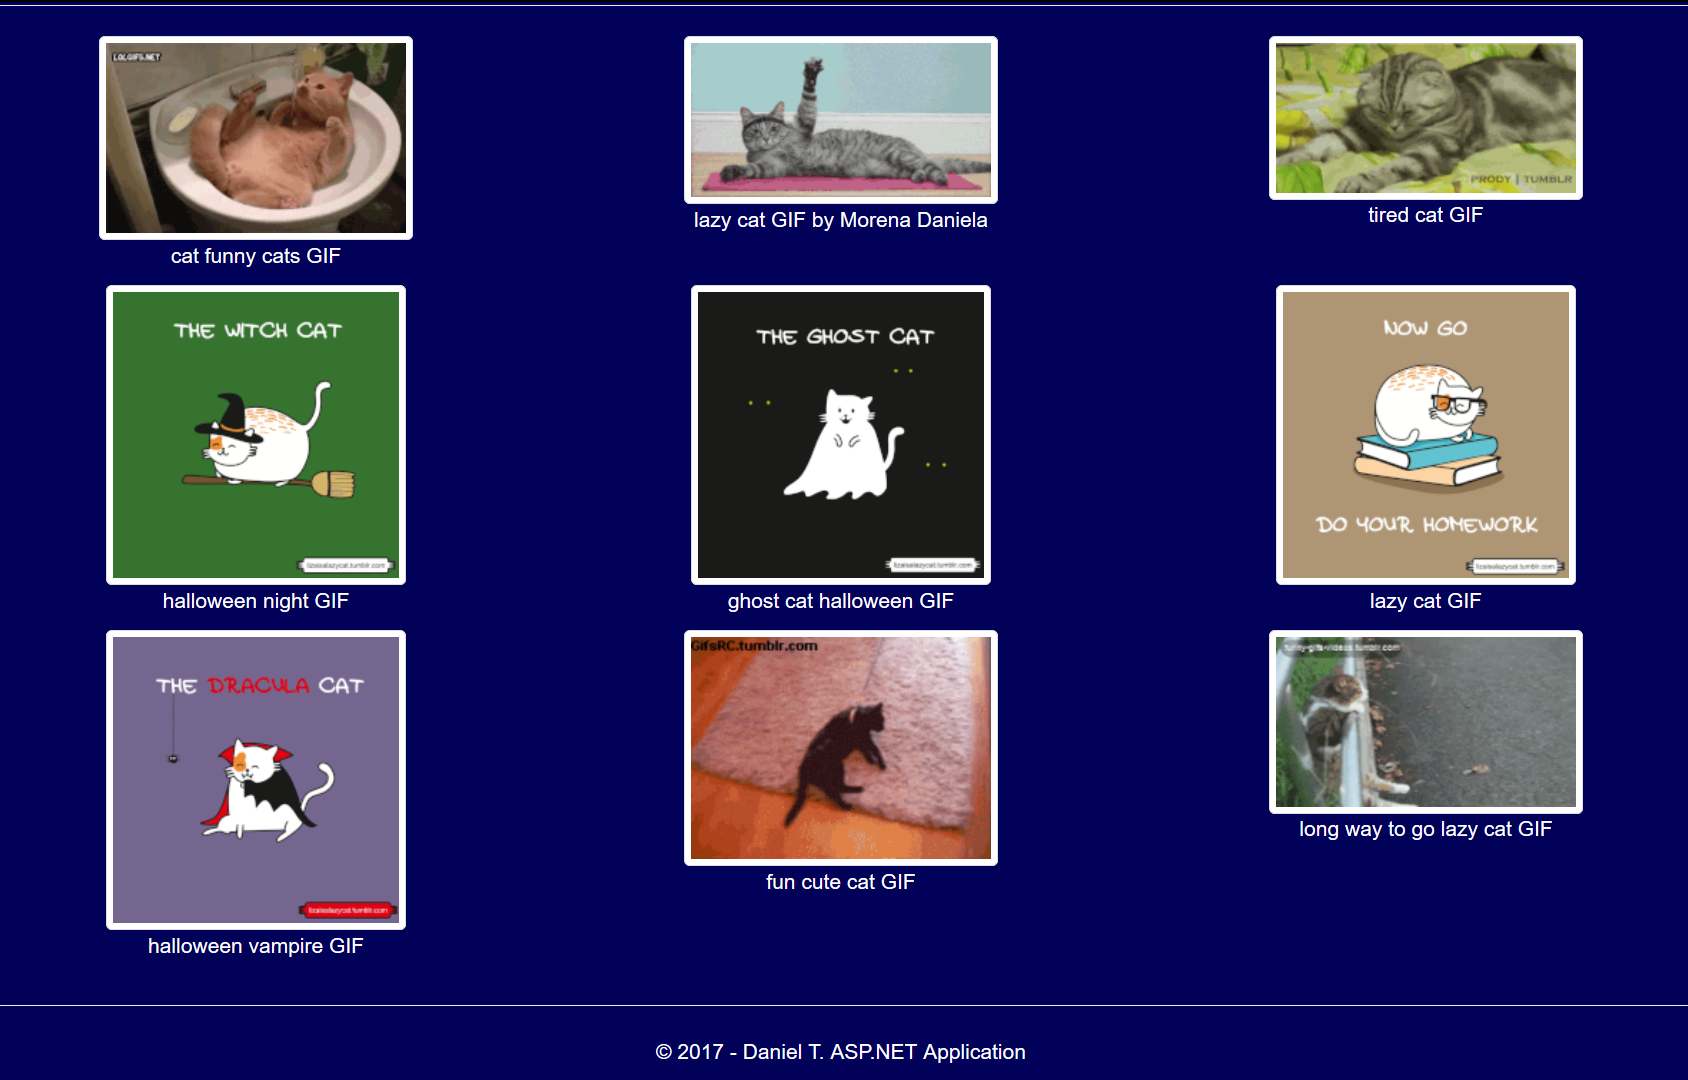 LOLGIFS.NET
PRODY | TUMBLR
cat funny cats GIF
lazy cat GIF by Morena Daniela
tired cat GIF
THE WITCH CAT
lizaisalazycat.tumblr.com
THE GHOST CAT
lizaisalazycat.tumblr.com
NOW GO
DO YOUR HOMEWORK
lizaisalazycat.tumblr.com
halloween night GIF
ghost cat halloween GIF
lazy cat GIF
THE DRACULA CAT
lizaisalazycat.tumblr.com
GifsRC.tumblr.com
funny-gifs-videos.tumblr.com
halloween vampire GIF
fun cute cat GIF
long way to go lazy cat GIF
© 2017 - Daniel T. ASP.NET Application